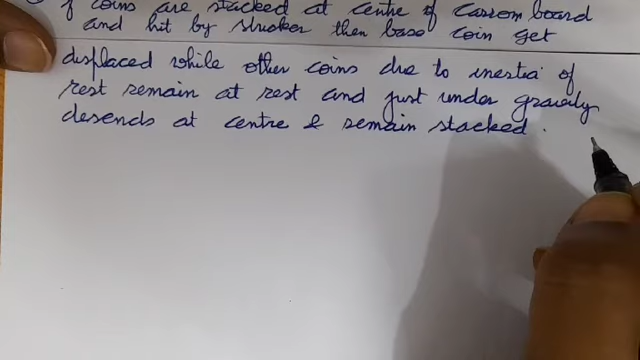 f coins are stacked at centre of Carrom board
and hit by striker then base coin get
displaced while other coins due to inertia of
rest remain at rest and just under gravity
desends at centre & remain stacked.